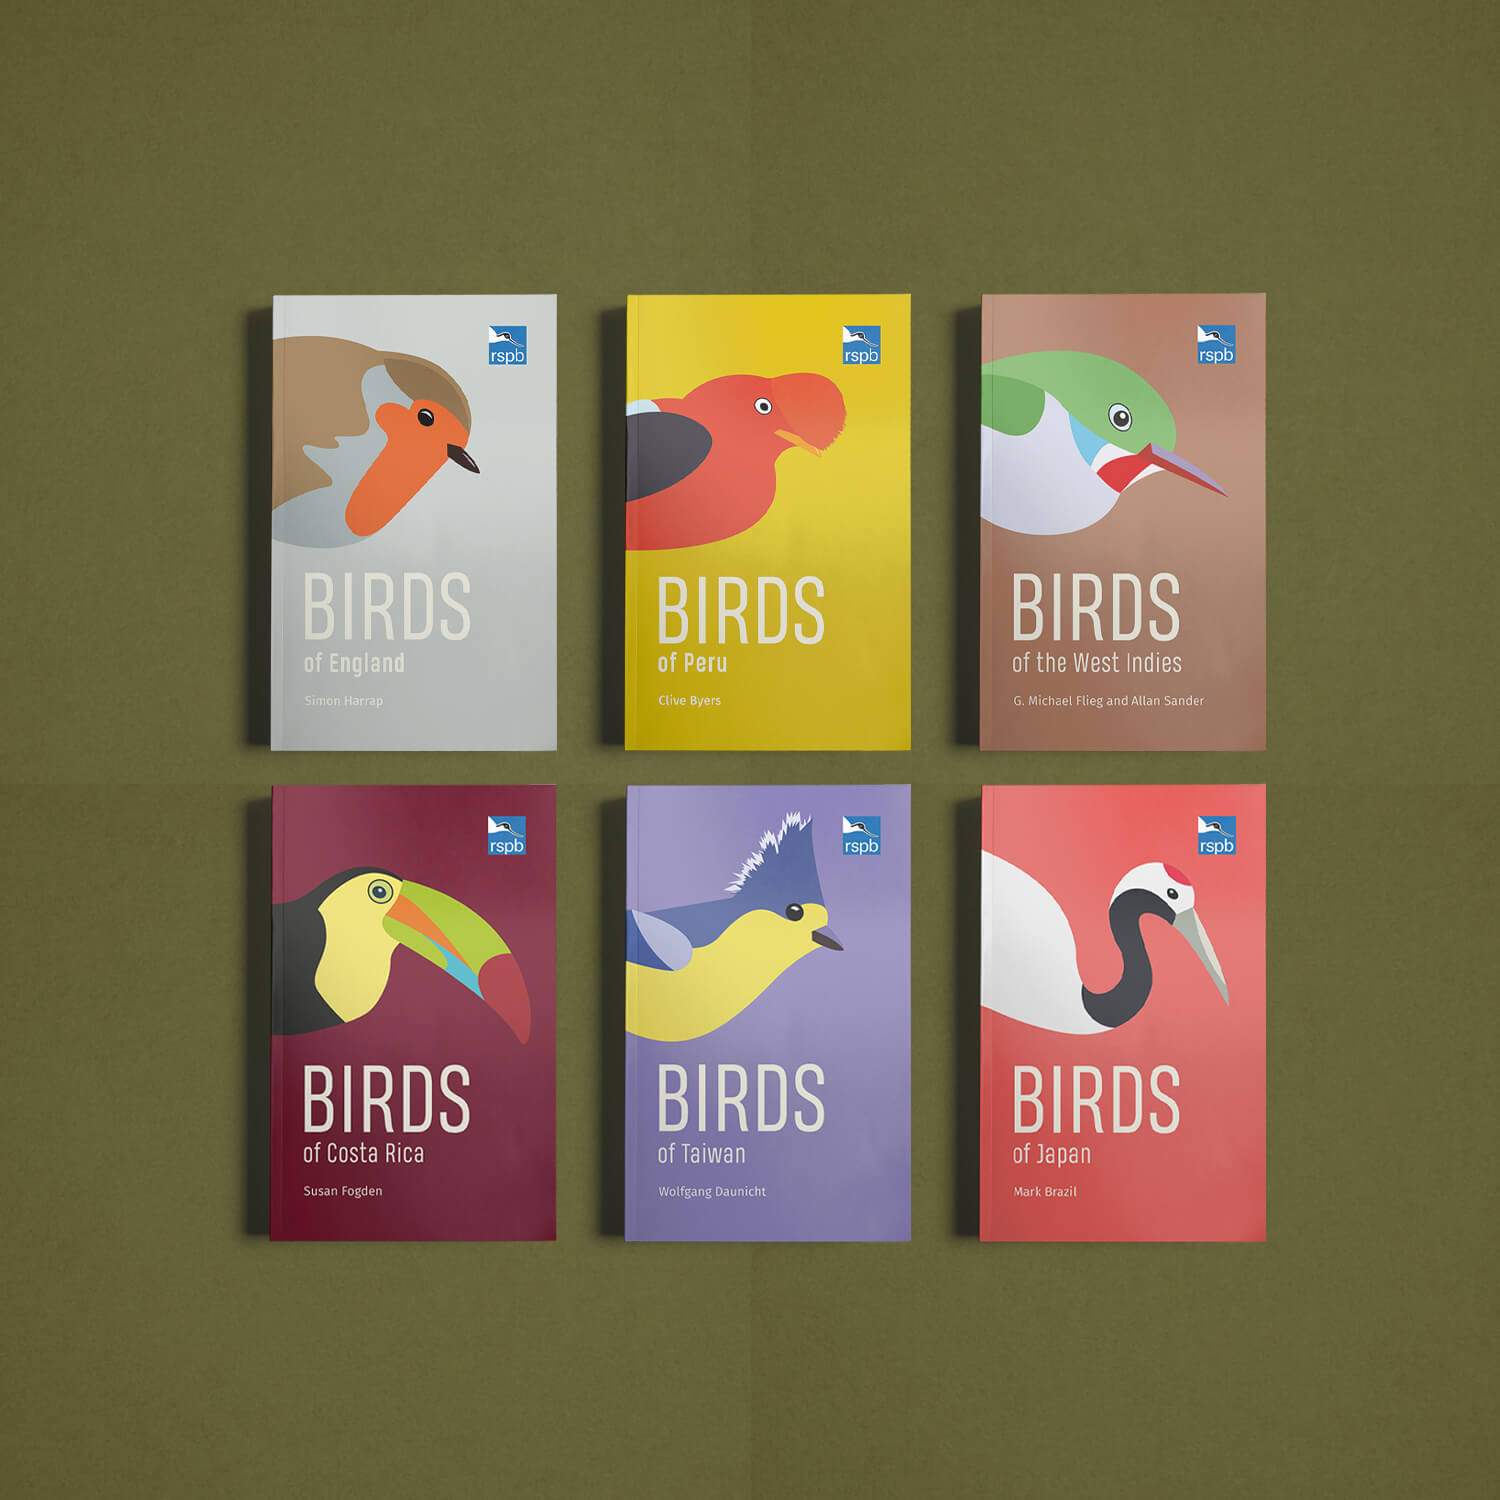 rspb
BIRDS
of England
Simon Harrap
rspb
BIRDS
of Peru
Clive Byers
rspb
BIRDS
of the West Indies
G. Michael Flieg and Allan Sander
rspb
BIRDS
of Costa Rica
Susan Fogden
rspb
BIRDS
of Taiwan
Wolfgang Daunicht
rspb
BIRDS
of Japan
Mark Brazil